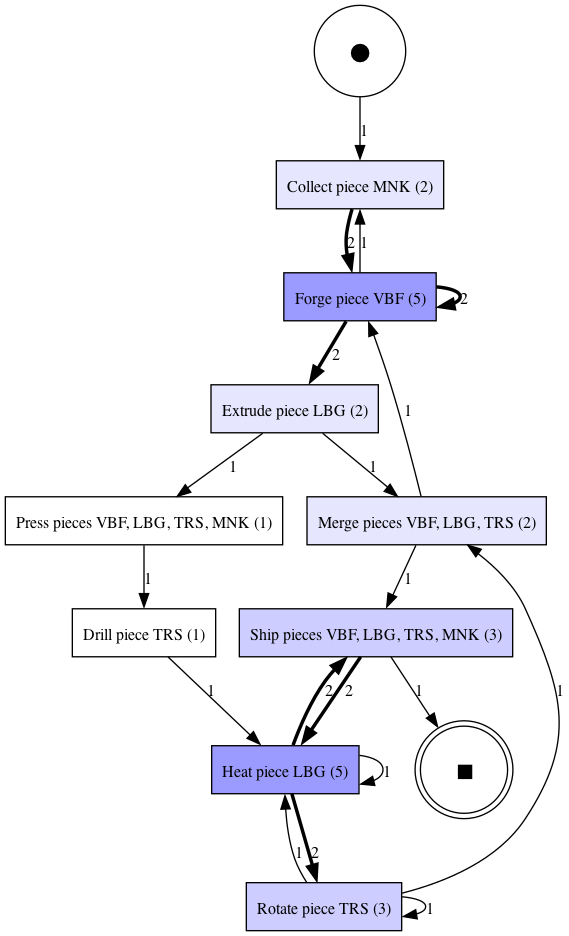 1
Collect piece MNK (2)
2 1
Forge piece VBF (5)
2
2
1
Extrude piece LBG (2)
1 1
Press pieces VBF, LBG, TRS, MNK (1)
Merge pieces VBF, LBG, TRS (2)
1 1
Drill piece TRS (1)
Ship pieces VBF, LBG, TRS, MNK (3)
1 2 2 1 1
Heat piece LBG (5)
1
1 2
Rotate piece TRS (3)
1